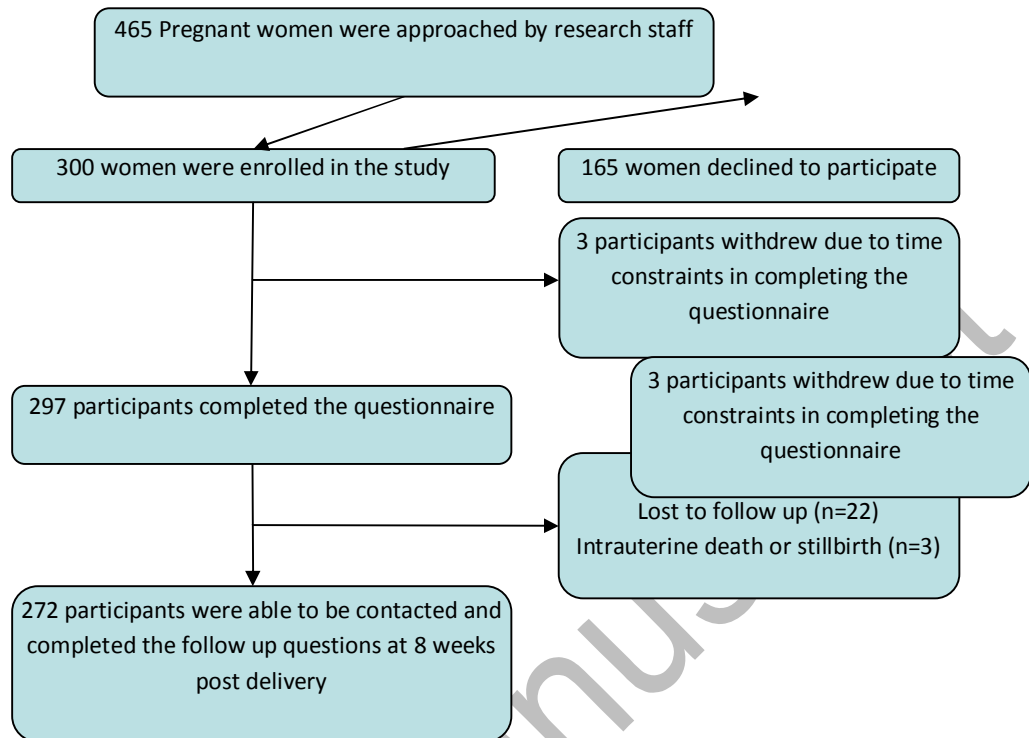 465 Pregnant women were approached by research staff
300 women were enrolled in the study
165 women declined to participate
3 participants withdrew due to time
constraints in completing the
questionnaire
297 participants completed the questionnaire
3 participants withdrew due to time
constraints in completing the
questionnaire
Lost to follow up (n=22)
Intrauterine death or stillbirth (n=3)
272 participants were able to be contacted and
completed the follow up questions at 8 weeks
post delivery